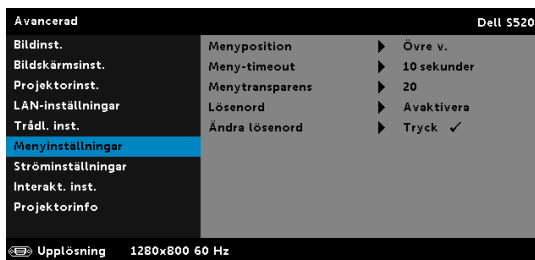 Avancerad Dell S520
Bildinst.
Bildskärmsinst.
Projektorinst.
LAN-inställningar
Trådl. inst.
Menyinställningar
Ströminställningar
Interakt. inst.
Projektorinfo
Menyposition Övre v.
Meny-timeout 10 sekunder
Menytransparens 20
Lösenord Avaktivera
Ändra lösenord Tryck ✓
Upplösning 1280x800 60 Hz